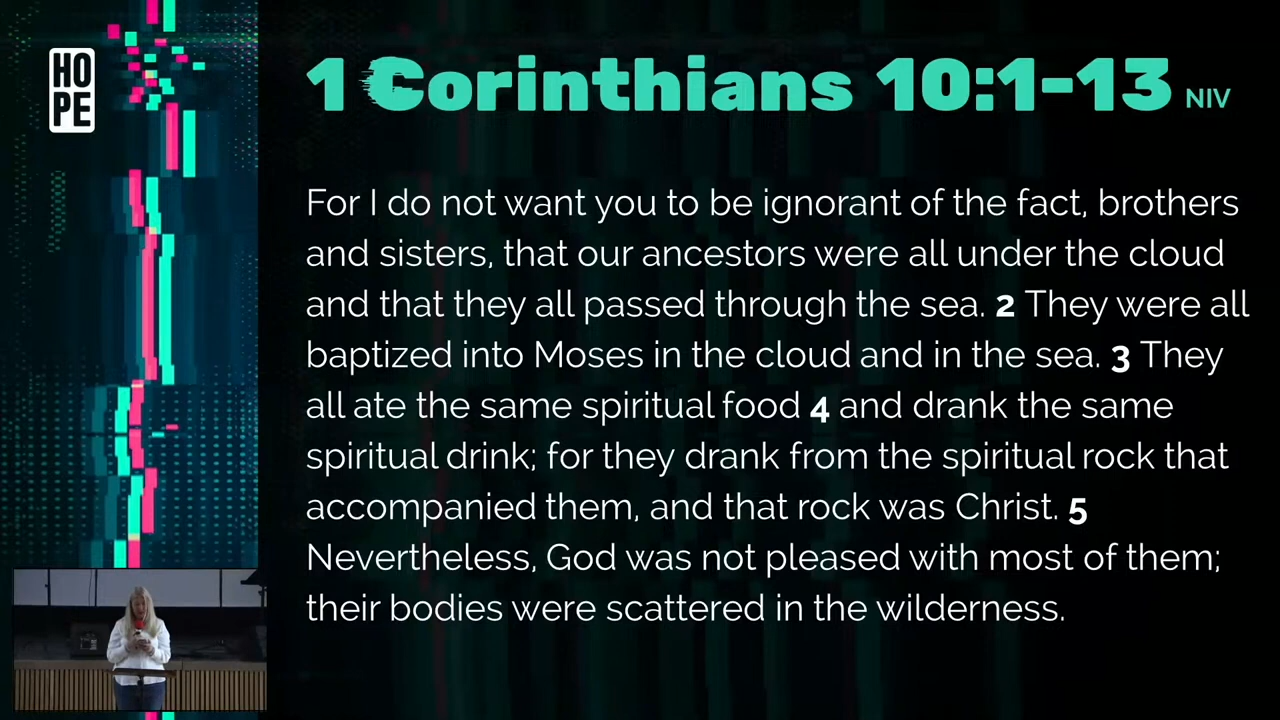 HO
PE
1 Corinthians 10:1-13 NIV
For I do not want you to be ignorant of the fact, brothers
and sisters, that our ancestors were all under the cloud
and that they all passed through the sea. 2 They were all
baptized into Moses in the cloud and in the sea. 3 They
all ate the same spiritual food 4 and drank the same
spiritual drink; for they drank from the spiritual rock that
accompanied them, and that rock was Christ. 5
Nevertheless, God was not pleased with most of them;
their bodies were scattered in the wilderness.